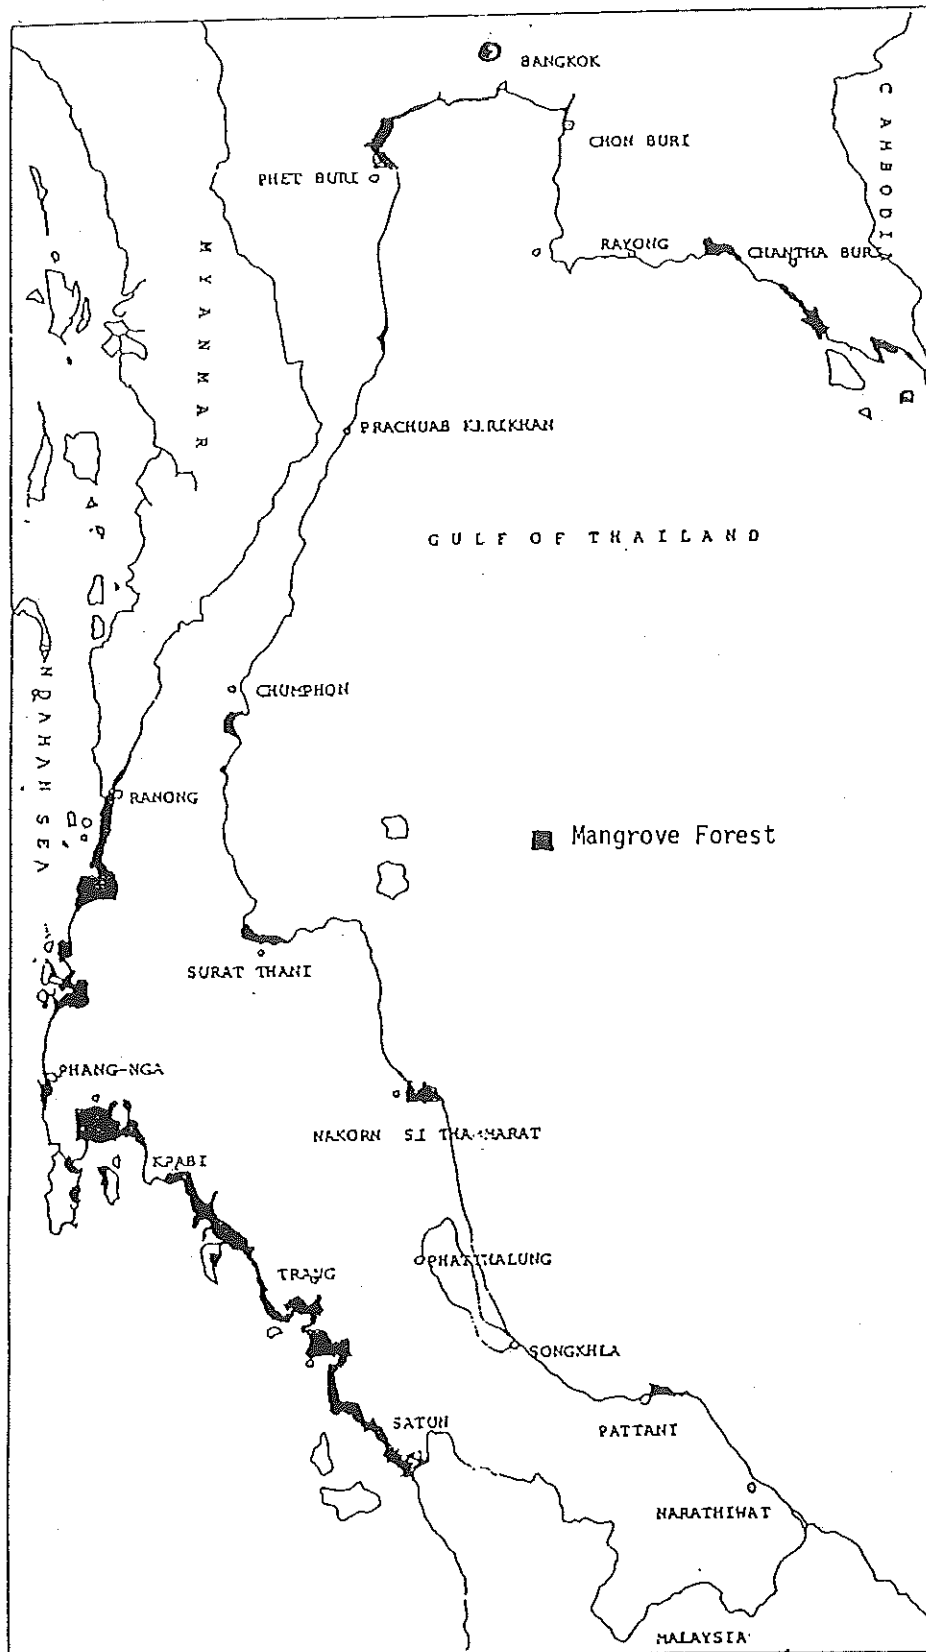 BANGKOK
CAMBODIA
CHON BURI
PHET BURI
RAYONG
CHANTHA BURI
MYANMAR
PRACHUAB KIRIKHAN
GULF OF THAILAND
CHUMPHON
RANONG
SEA
Mangrove Forest
SURAT THANI
PHANG-NGA
NAKORN SI THAMMARAT
KRABI
PHATTHALUNG
TRANG
SONGKHLA
SATUN
PATTANI
NARATHIWAT
MALAYSIA